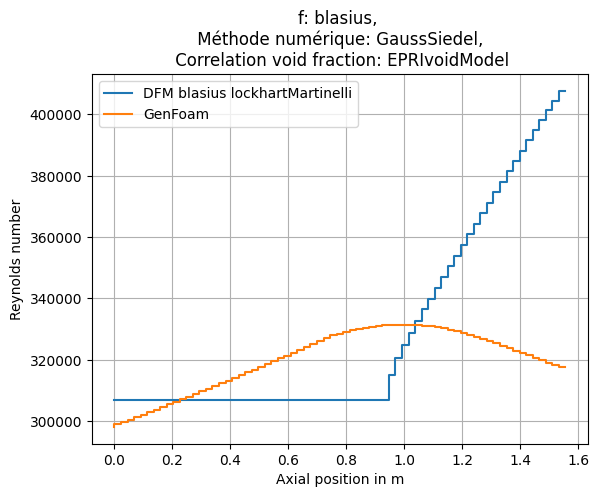 f: blasius,
Méthode numérique: GaussSiedel,
Correlation void fraction: EPRIvoidModel
DFM blasius lockhartMartinelli
GenFoam
400000
380000
360000
340000
320000
300000
Reynolds number
0.0 0.2 0.4 0.6 0.8 1.0 1.2 1.4 1.6
Axial position in m